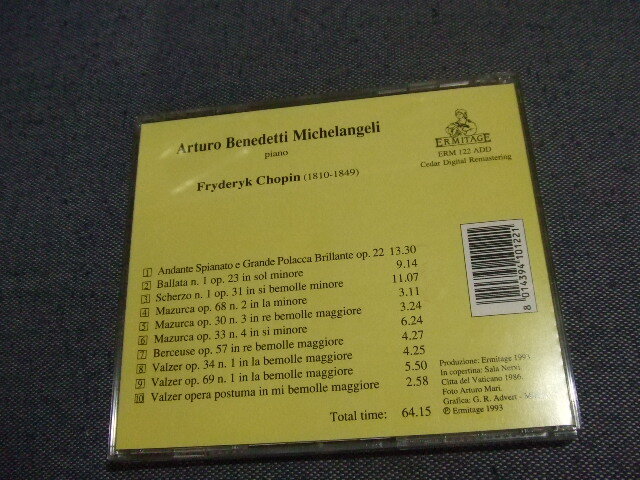 Arturo Benedetti Michelangeli
piano
Fryderyk Chopin (1810-1849)
ERMITAGE
ERM 122 ADD
Cedar Digital Remastering
1 Andante Spianato e Grande Polacca Brillante op. 22 13.30
2 Ballata n. 1 op. 23 in sol minore 9.14
3 Scherzo n. 1 op. 31 in si bemolle minore 11.07
4 Mazurca op. 68 n. 2 in la minore 3.11
5 Mazurca op. 30 n. 3 in re bemolle maggiore 3.24
6 Mazurca op. 33 n. 4 in si minore 6.24
7 Berceuse op. 57 in re bemolle maggiore 4.27
8 Valzer op. 34 n. 1 in la bemolle maggiore 4.25
9 Valzer op. 69 n. 1 in la bemolle maggiore 5.50
10 Valzer opera postuma in mi bemolle maggiore 2.58
Total time: 64.15
8 014394 101221
Produzione: Ermitage 1993
In copertina: Sala Nervi,
Città del Vaticano 1986.
Foto Arturo Mari.
Grafica: G. R. Advert -
℗ Ermitage 1993